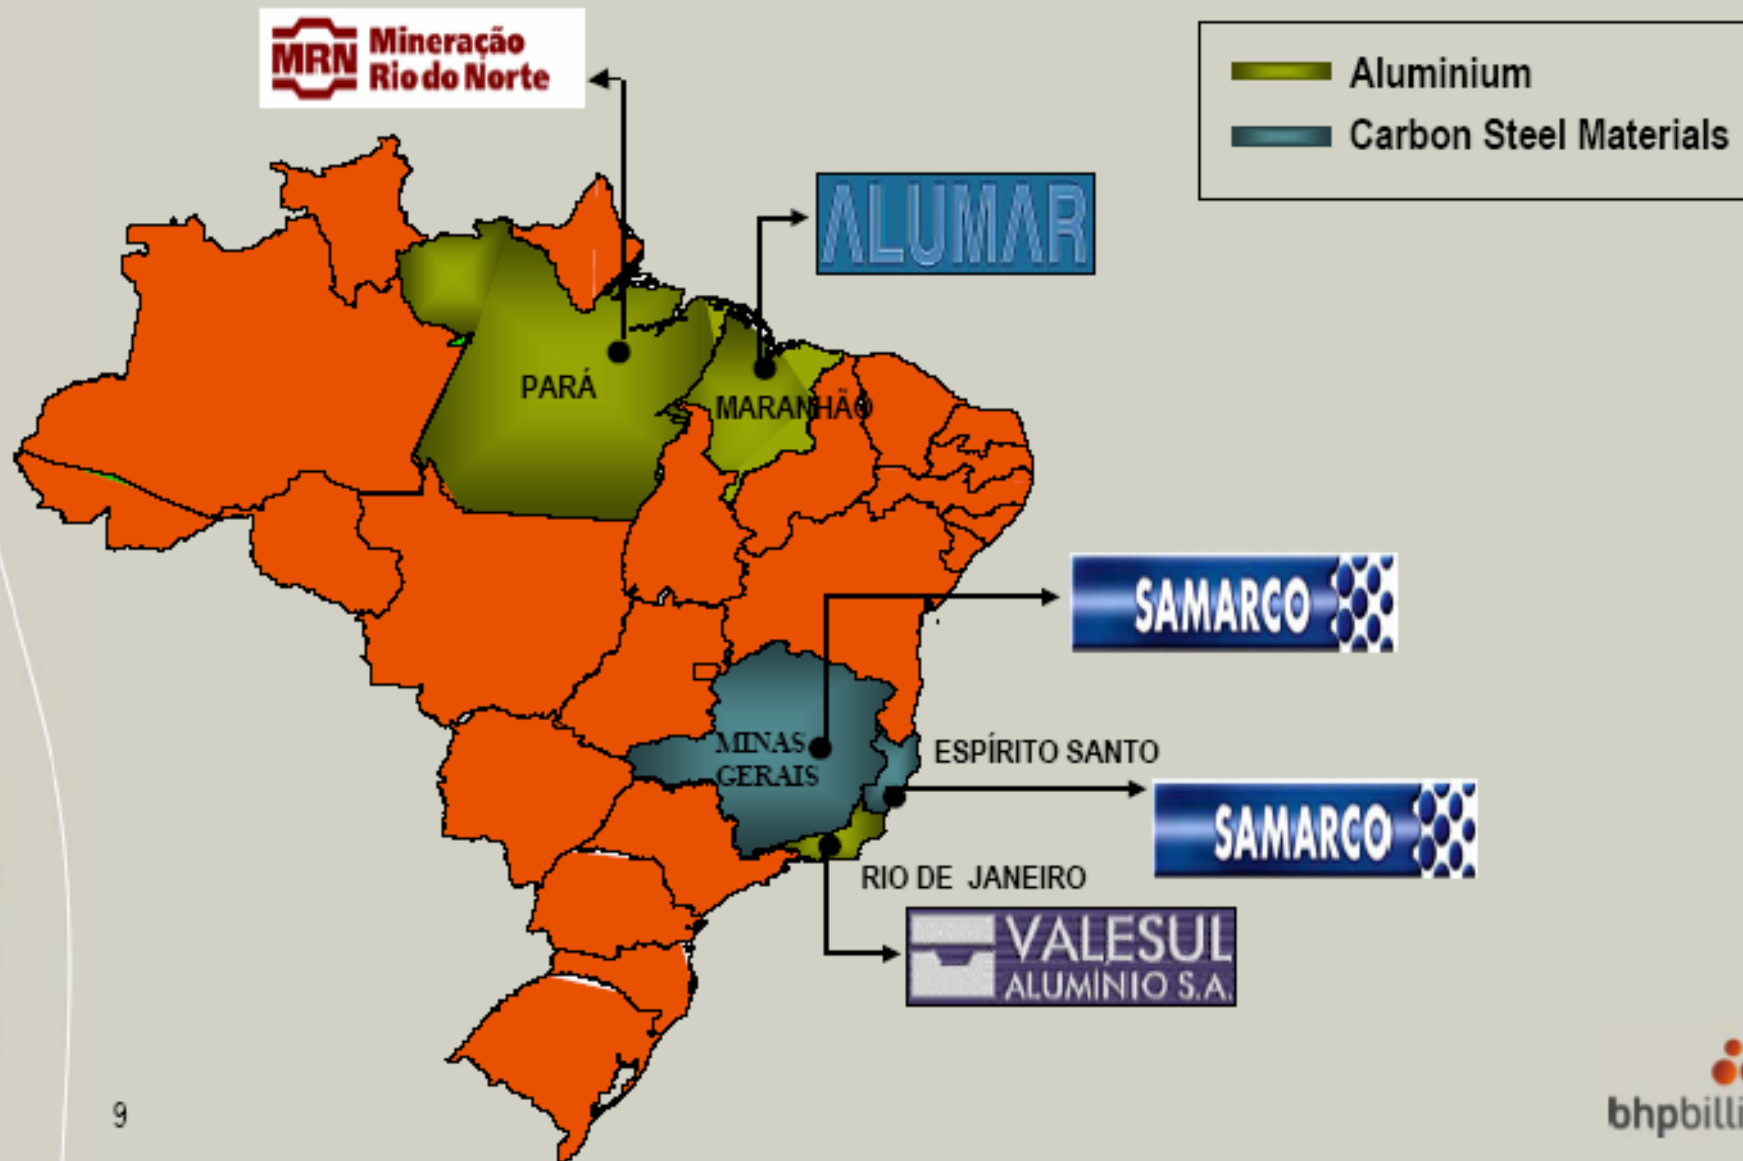 MRN Mineração
Rio do Norte
Aluminium
Carbon Steel Materials
ALUMAR
PARÁ
MARANHÃO
SAMARCO
MINAS
GERAIS
ESPÍRITO SANTO
SAMARCO
RIO DE JANEIRO
VALESUL
ALUMÍNIO S.A.
9
bhpbilli